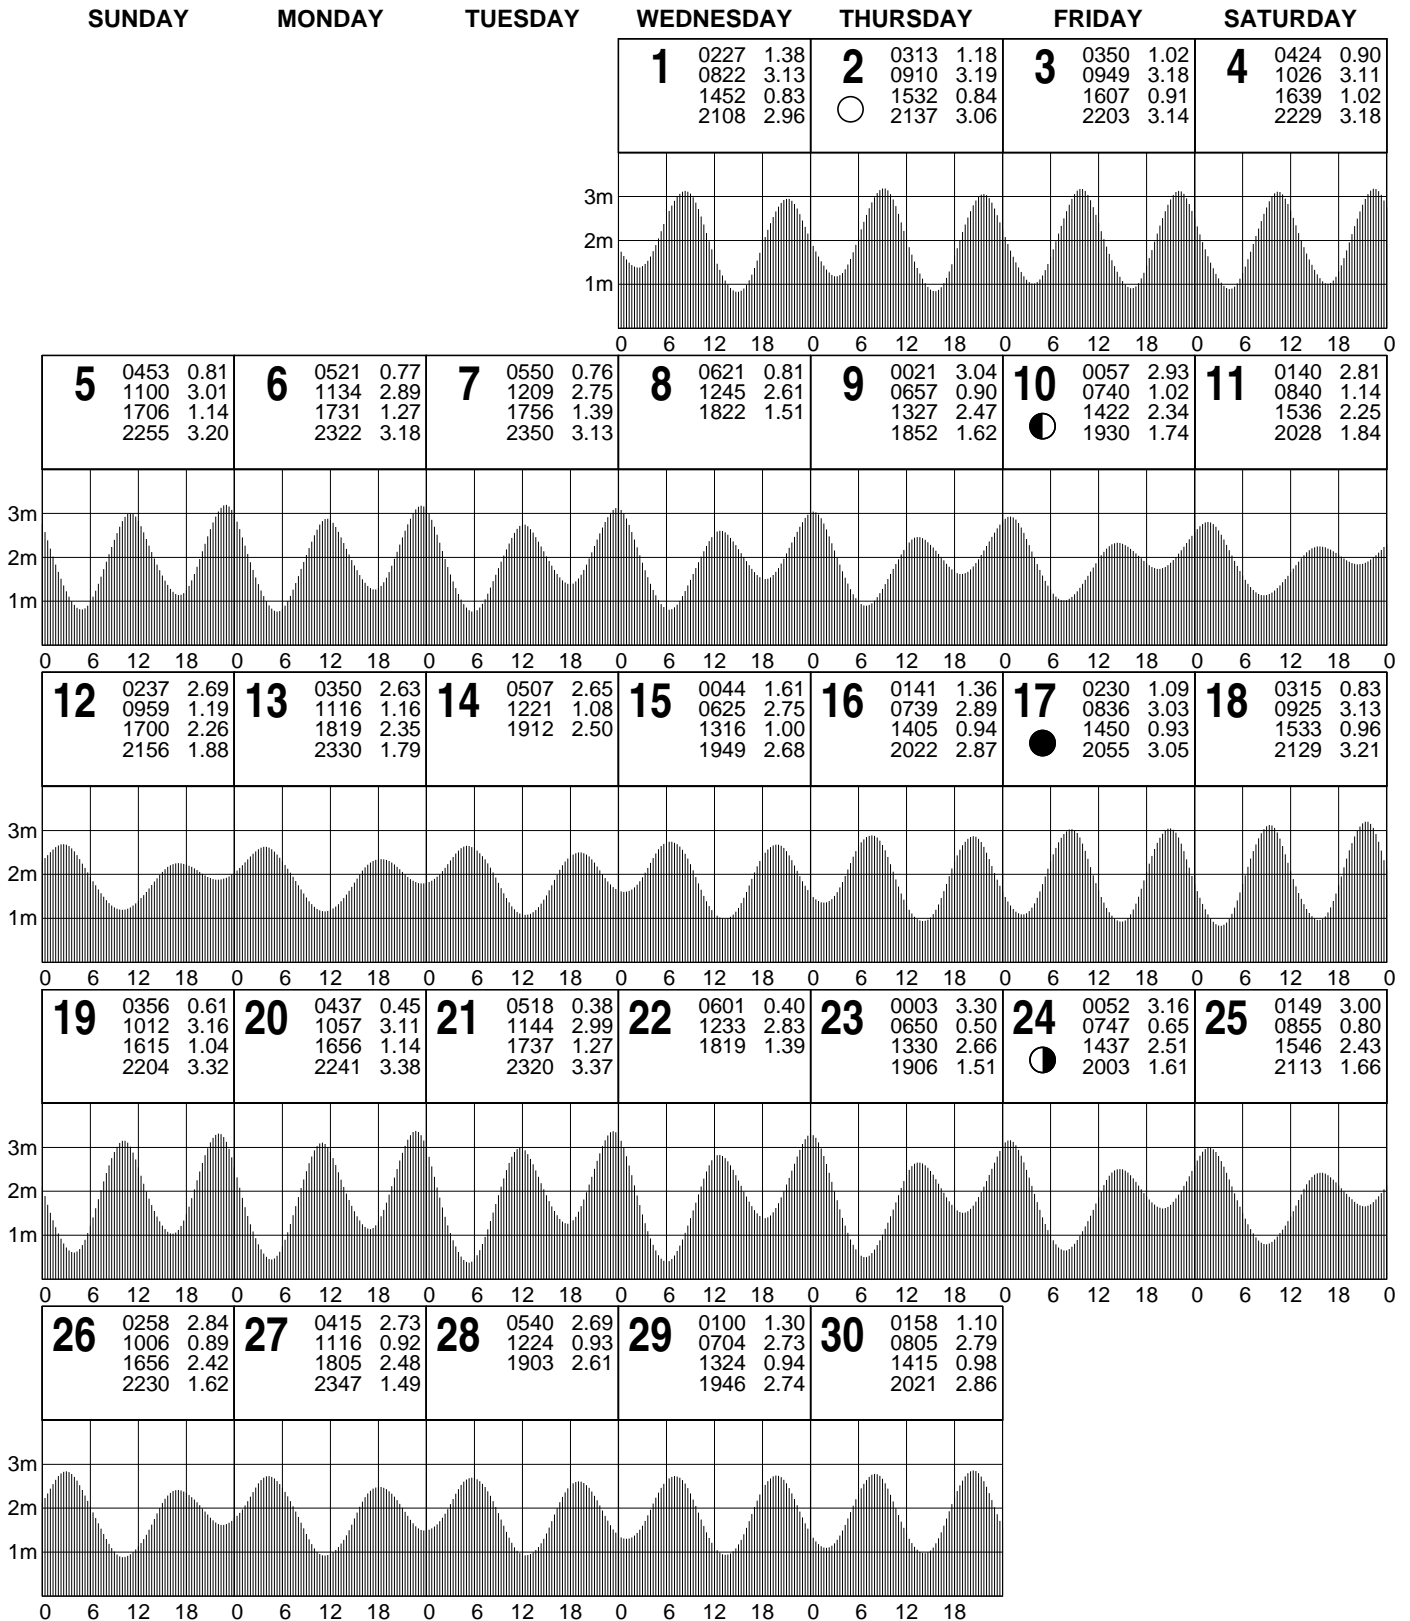 SUNDAY MONDAY TUESDAY WEDNESDAY THURSDAY FRIDAY SATURDAY
1 0227 1.38
0822 3.13
1452 0.83
2108 2.96
2 0313 1.18
0910 3.19
1532 0.84
2137 3.06
3 0350 1.02
0949 3.18
1607 0.91
2203 3.14
4 0424 0.90
1026 3.11
1639 1.02
2229 3.18
3m
2m
1m
0 6 12 18 0 6 12 18 0 6 12 18 0 6 12 18 0
5 0453 0.81
1100 3.01
1706 1.14
2255 3.20
6 0521 0.77
1134 2.89
1731 1.27
2322 3.18
7 0550 0.76
1209 2.75
1756 1.39
2350 3.13
8 0621 0.81
1245 2.61
1822 1.51
9 0021 3.04
0657 0.90
1327 2.47
1852 1.62
10 0057 2.93
0740 1.02
1422 2.34
1930 1.74
11 0140 2.81
0840 1.14
1536 2.25
2028 1.84
3m
2m
1m
0 6 12 18 0 6 12 18 0 6 12 18 0 6 12 18 0 6 12 18 0 6 12 18 0 6 12 18 0
12 0237 2.69
0959 1.19
1700 2.26
2156 1.88
13 0350 2.63
1116 1.16
1819 2.35
2330 1.79
14 0507 2.65
1221 1.08
1912 2.50
15 0044 1.61
0625 2.75
1316 1.00
1949 2.68
16 0141 1.36
0739 2.89
1405 0.94
2022 2.87
17 0230 1.09
0836 3.03
1450 0.93
2055 3.05
18 0315 0.83
0925 3.13
1533 0.96
2129 3.21
3m
2m
1m
0 6 12 18 0 6 12 18 0 6 12 18 0 6 12 18 0 6 12 18 0 6 12 18 0 6 12 18 0
19 0356 0.61
1012 3.16
1615 1.04
2204 3.32
20 0437 0.45
1057 3.11
1656 1.14
2241 3.38
21 0518 0.38
1144 2.99
1737 1.27
2320 3.37
22 0601 0.40
1233 2.83
1819 1.39
23 0003 3.30
0650 0.50
1330 2.66
1906 1.51
24 0052 3.16
0747 0.65
1437 2.51
2003 1.61
25 0149 3.00
0855 0.80
1546 2.43
2113 1.66
3m
2m
1m
0 6 12 18 0 6 12 18 0 6 12 18 0 6 12 18 0 6 12 18 0 6 12 18 0 6 12 18 0
26 0258 2.84
1006 0.89
1656 2.42
2230 1.62
27 0415 2.73
1116 0.92
1805 2.48
2347 1.49
28 0540 2.69
1224 0.93
1903 2.61
29 0100 1.30
0704 2.73
1324 0.94
1946 2.74
30 0158 1.10
0805 2.79
1415 0.98
2021 2.86
3m
2m
1m
0 6 12 18 0 6 12 18 0 6 12 18 0 6 12 18 0 6 12 18